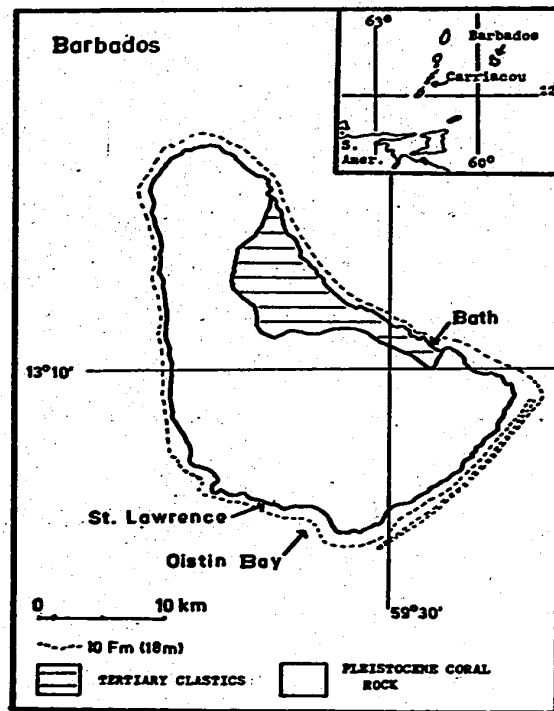 Barbados
63°
Barbados
Carriacou
12
S.
Amer.
60°
Bath
13°10'
St. Lawrence
Oistin Bay
0 10 km
59°30'
10 Fm (18m)
TERTIARY CLASTICS
PLEISTOCENE CORAL
ROCK